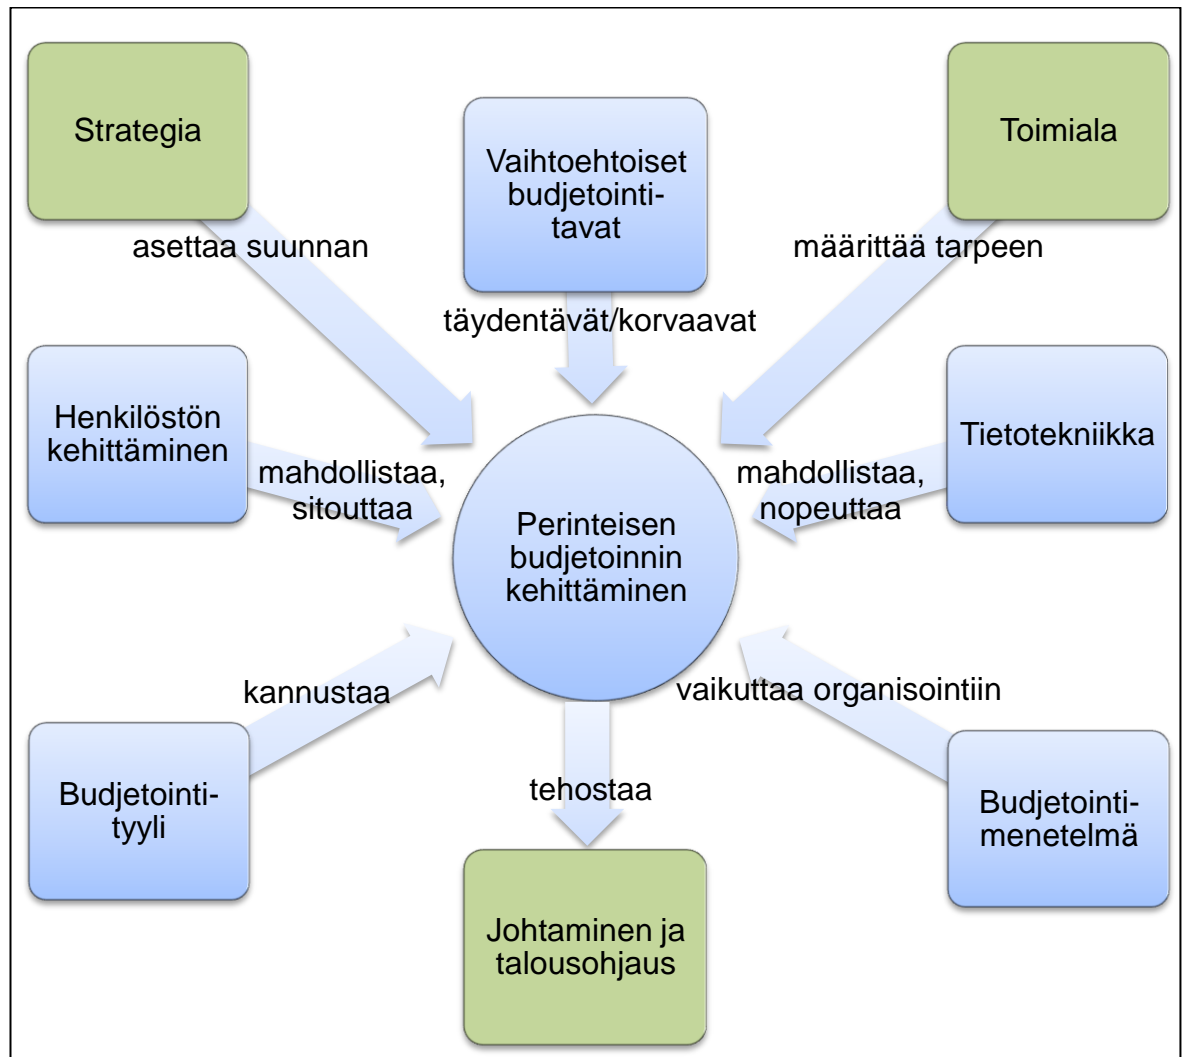 Strategia
Toimiala
Vaihtoehtoiset
budjetointi-
tavat
asettaa suunnan
määrittää tarpeen
täydentävät/korvaavat
Henkilöstön
kehittäminen
Tietotekniikka
mahdollistaa,
sitouttaa
mahdollistaa,
nopeuttaa
Perinteisen
budjetoinnin
kehittäminen
kannustaa
vaikuttaa organisointiin
Budjetointi-
tyyli
tehostaa
Budjetointi-
menetelmä
Johtaminen ja
talousohjaus